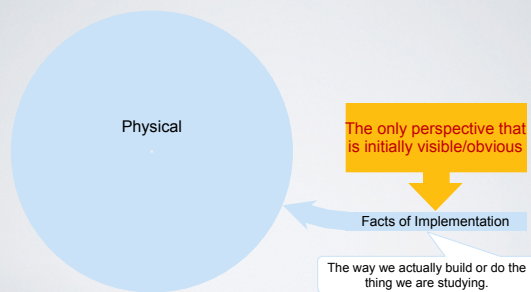 Physical
The only perspective that
is initially visible/obvious
Facts of Implementation
The way we actually build or do the
thing we are studying.